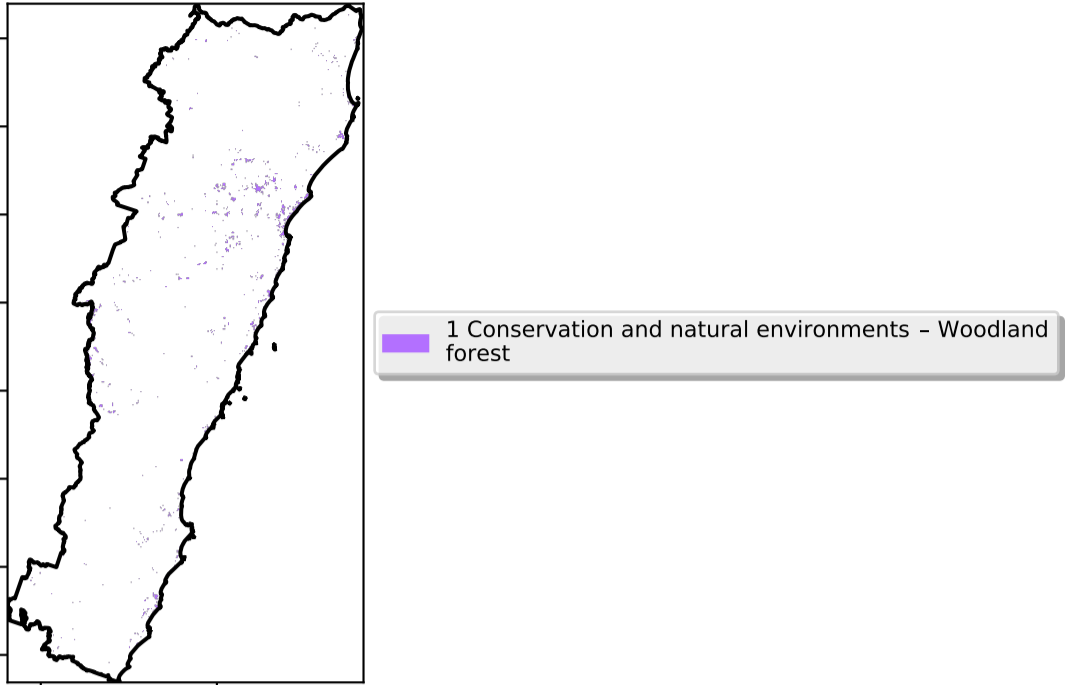 1 Conservation and natural environments – Woodland
forest